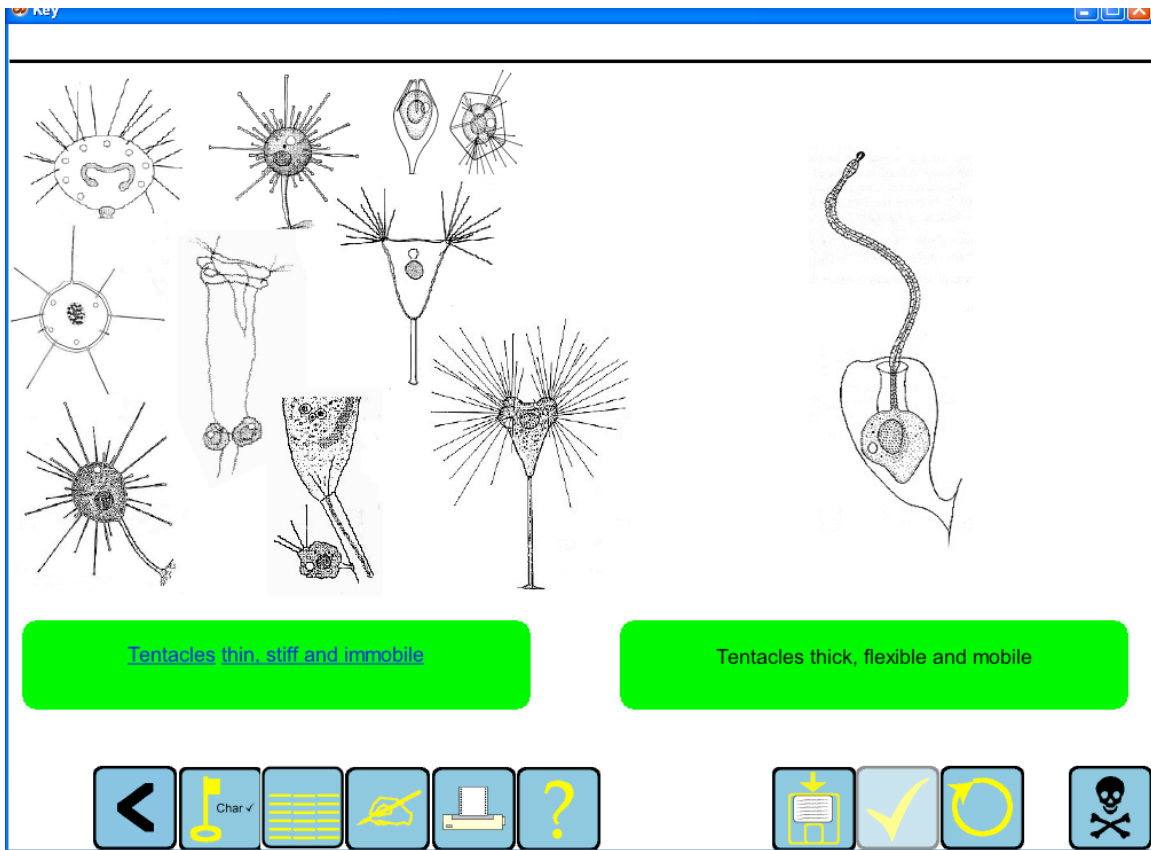 Key
Tentacles thin, stiff and immobile
Tentacles thick, flexible and mobile
Char ✓
?